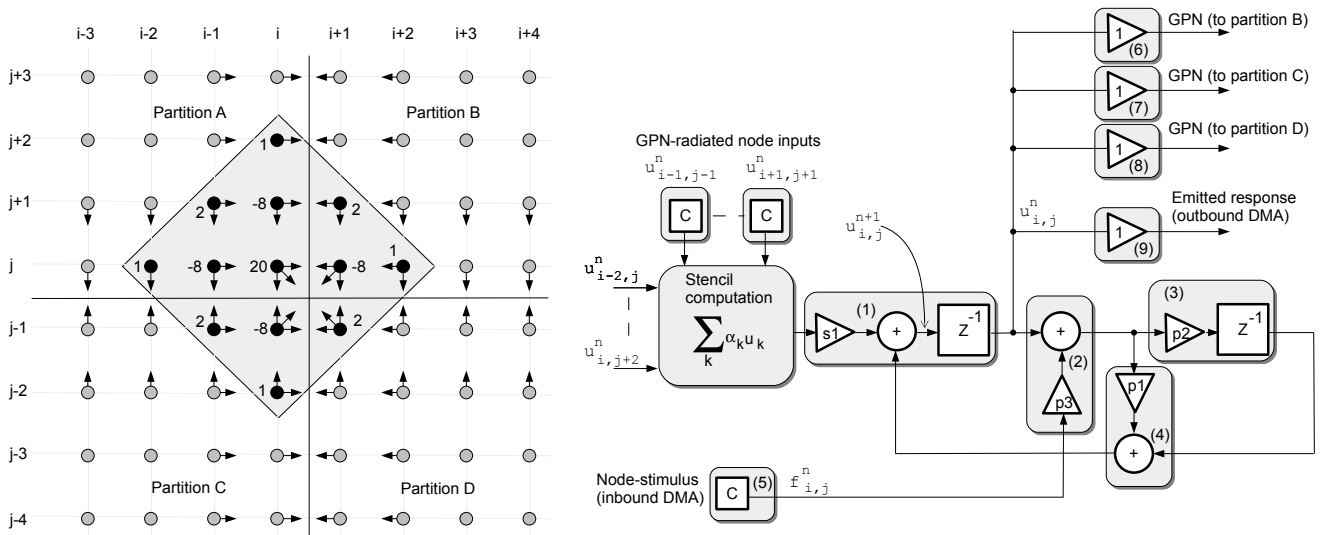 i-3 i-2 i-1 i i+1 i+2 i+3 i+4
j+3
Partition A Partition B
j+2
1
j+1
2 -8 2
j
1 -8 20 -8 1
j-1
2 -8 2
j-2
1
j-3
Partition C Partition D
j-4
GPN (to partition B)
1
(6)
GPN (to partition C)
1
(7)
GPN (to partition D)
1
(8)
Emitted response
(outbound DMA)
u^n_{i,j}
1
(9)
GPN-radiated node inputs
u^n_{i-1,j-1} u^n_{i+1,j+1}
C C
u^n_{i-2,j}
u^n_{i,j+2}
Stencil
computation
∑_k α_k u_k
u^{n+1}_{i,j}
s1 (1) + Z^{-1}
+ (2) p3
(3) p2 Z^{-1}
p1
+ (4)
Node-stimulus
(inbound DMA)
C (5)
f^n_{i,j}